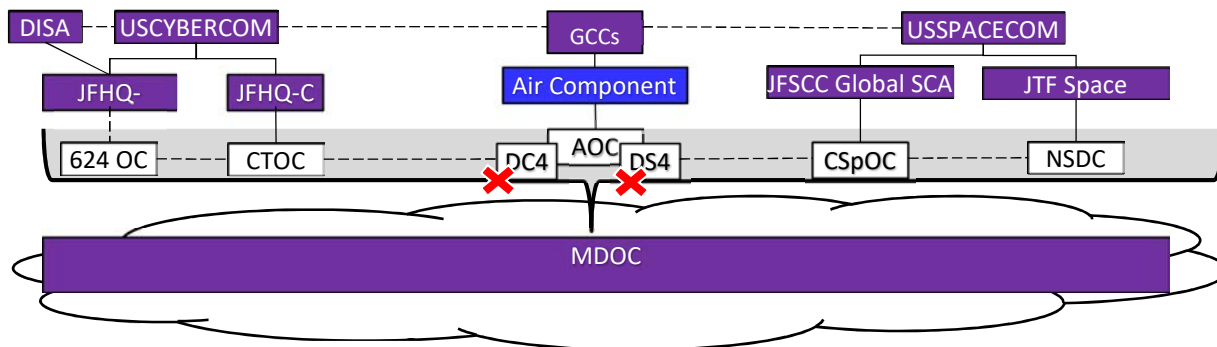 DISA
USCYBERCOM
GCCs
USSPACECOM
JFHQ-
JFHQ-C
Air Component
JFSCC Global SCA
JTF Space
624 OC
CTOC
DC4
AOC
DS4
CSpOC
NSDC
MDOC